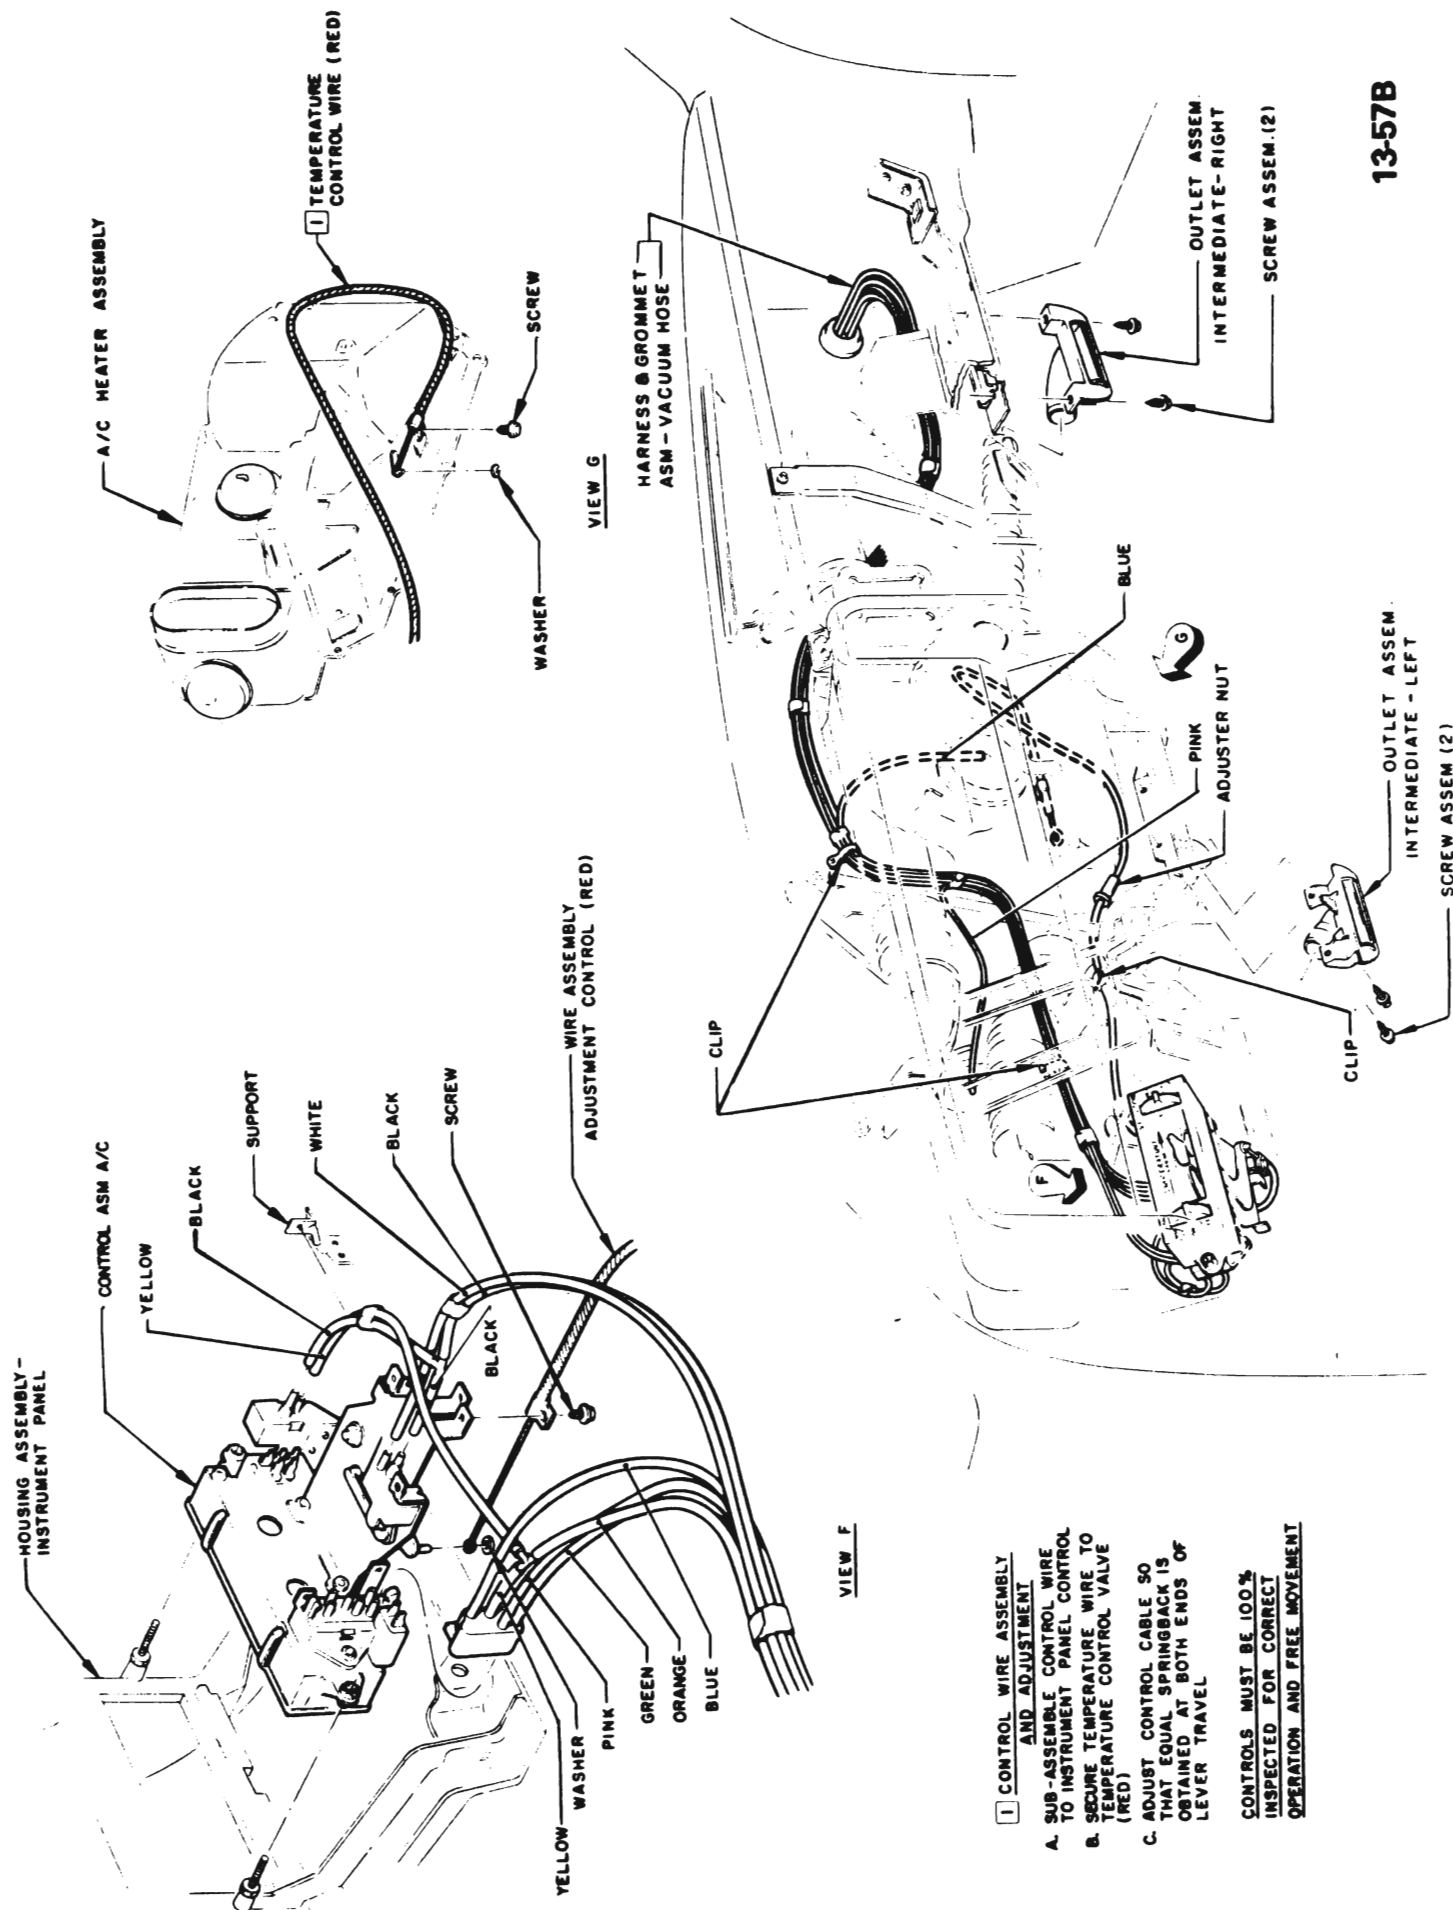 HOUSING ASSEMBLY-
INSTRUMENT PANEL
CONTROL ASM A/C
YELLOW
BLACK
SUPPORT
WHITE
BLACK
SCREW
WIRE ASSEMBLY
ADJUSTMENT CONTROL (RED)
BLACK
YELLOW
WASHER
PINK
GREEN
ORANGE
BLUE
VIEW F
A/C HEATER ASSEMBLY
1 TEMPERATURE
CONTROL WIRE (RED)
SCREW
WASHER
VIEW G
HARNESS & GROMMET
ASM-VACUUM HOSE
CLIP
BLUE
G
PINK
ADJUSTER NUT
F
CLIP
OUTLET ASSEM.
INTERMEDIATE-RIGHT
SCREW ASSEM.(2)
OUTLET ASSEM.
INTERMEDIATE - LEFT
SCREW ASSEM (2)
1 CONTROL WIRE ASSEMBLY
AND ADJUSTMENT
A. SUB-ASSEMBLE CONTROL WIRE
TO INSTRUMENT PANEL CONTROL
B. SECURE TEMPERATURE WIRE TO
TEMPERATURE CONTROL VALVE
(RED)
C. ADJUST CONTROL CABLE SO
THAT EQUAL SPRINGBACK IS
OBTAINED AT BOTH ENDS OF
LEVER TRAVEL
CONTROLS MUST BE 100%
INSPECTED FOR CORRECT
OPERATION AND FREE MOVEMENT
13-57B